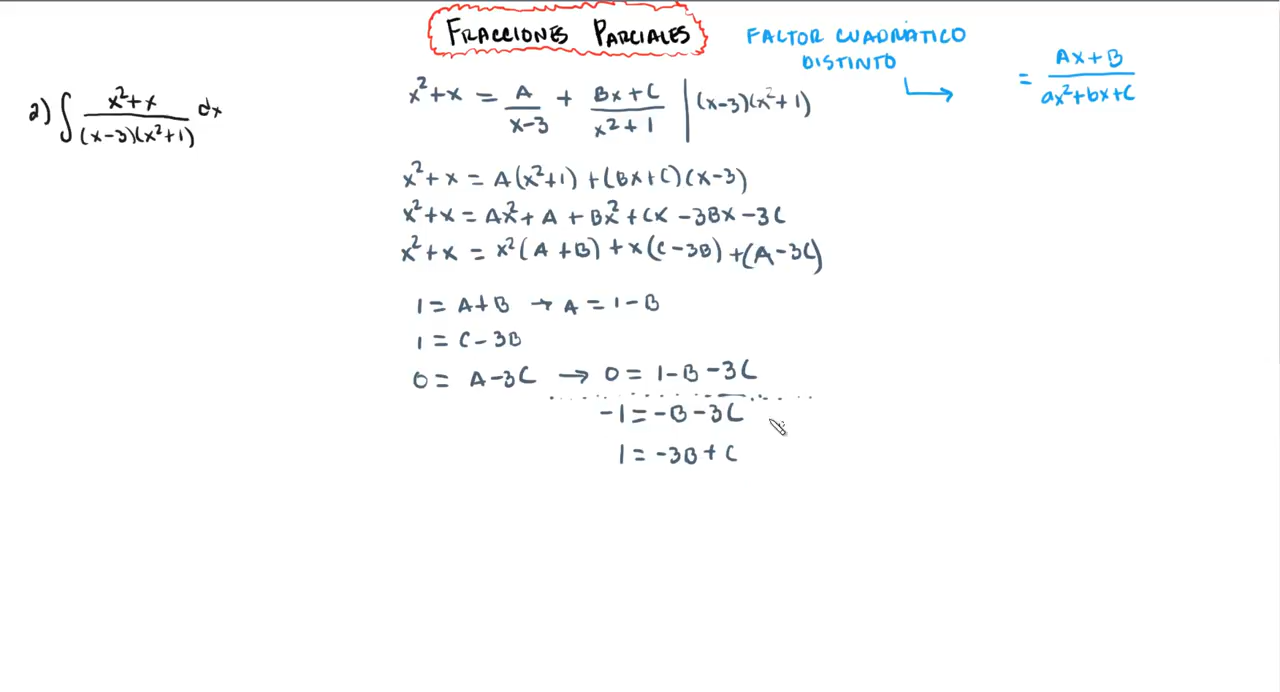 FRACCIONES PARCIALES
FACTOR CUADRÁTICO
DISTINTO
= Ax+B / ax²+bx+c
2) ∫ x²+x / (x-3)(x²+1) dx
x²+x = A / x-3 + Bx+C / x²+1 | (x-3)(x²+1)
x²+x = A(x²+1) + (Bx+C)(x-3)
x²+x = Ax²+A+Bx²+Cx-3Bx-3C
x²+x = x²(A+B)+x(C-3B)+(A-3C)
1 = A+B → A = 1-B
1 = C-3B
0 = A-3C → 0 = 1-B-3C
-1 = -B-3C
1 = -3B+C